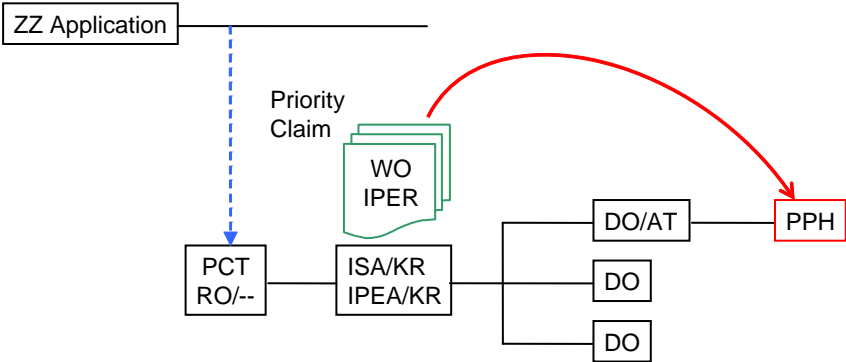 ZZ Application
Priority
Claim
WO
IPER
DO/AT
PPH
PCT
RO/--
ISA/KR
IPEA/KR
DO
DO